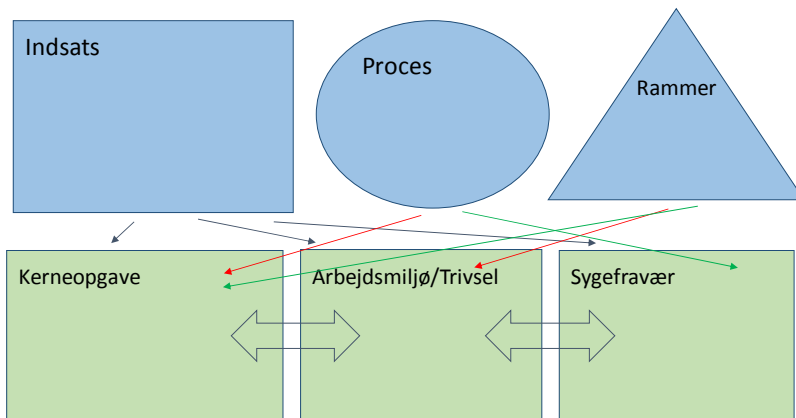 Indsats
Proces
Rammer
Kerneopgave
Arbejdsmiljø/Trivsel
Sygefravær